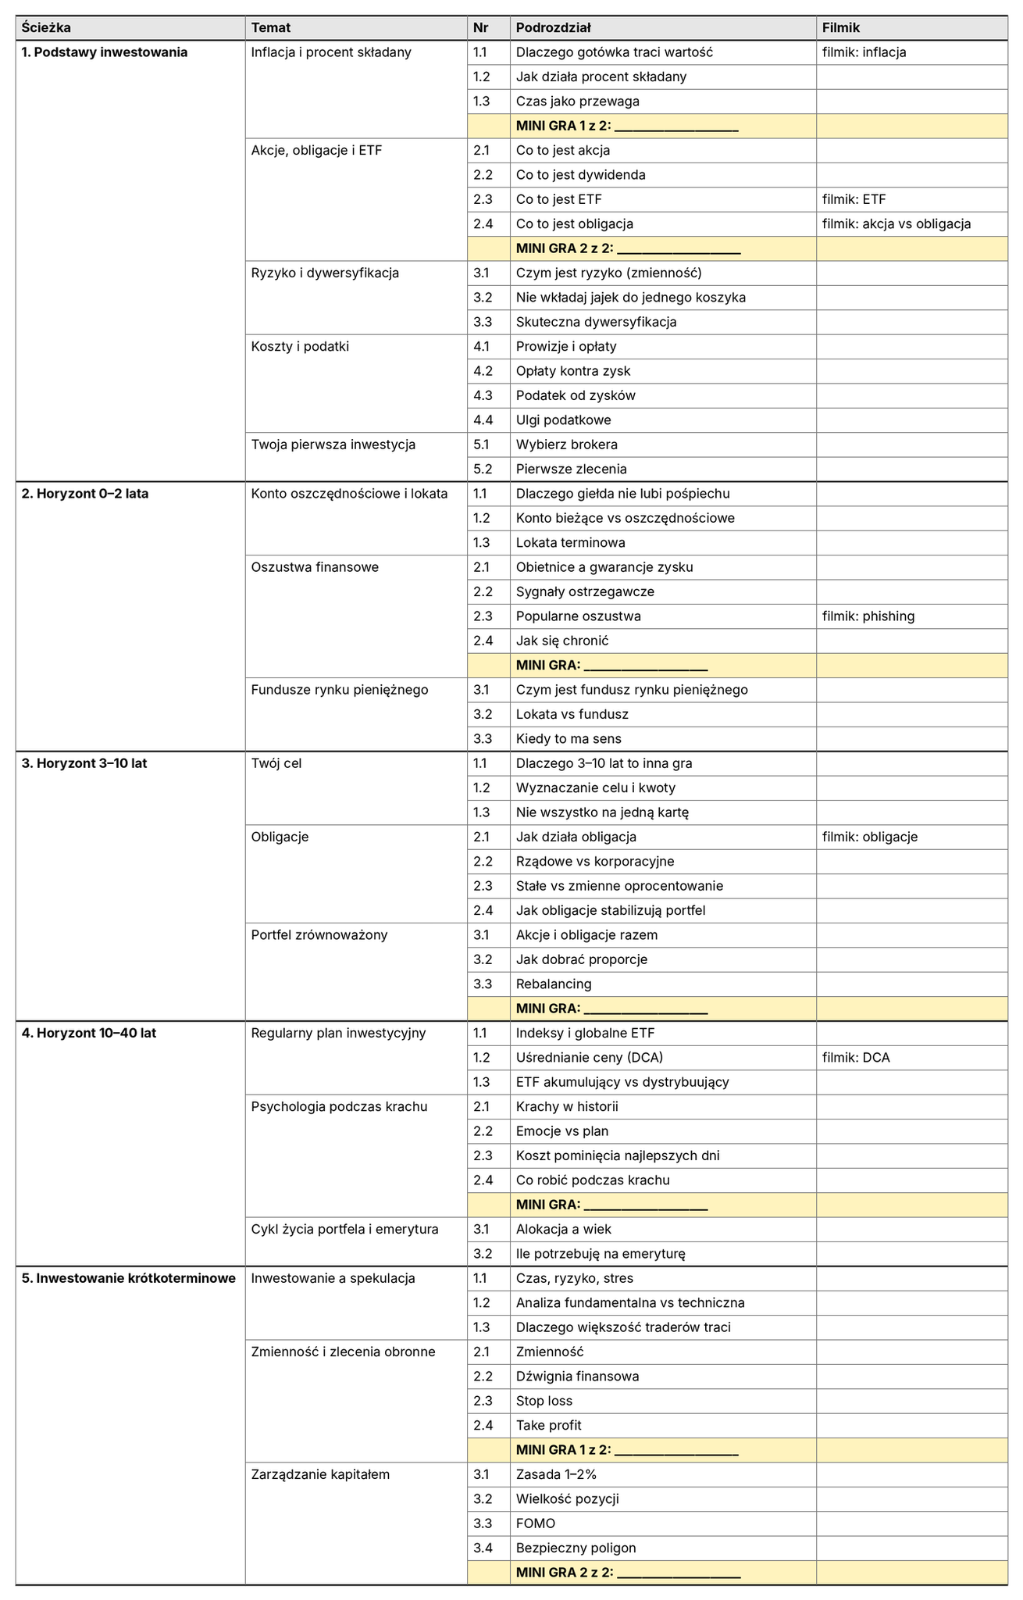 Ścieżka Temat Nr Podrozdział Filmik
1. Podstawy inwestowania Inflacja i procent składany 1.1 Dlaczego gotówka traci wartość filmik: inflacja
1.2 Jak działa procent składany
1.3 Czas jako przewaga
MINI GRA 1 z 2: ___________________
Akcje, obligacje i ETF 2.1 Co to jest akcja
2.2 Co to jest dywidenda
2.3 Co to jest ETF filmik: ETF
2.4 Co to jest obligacja filmik: akcja vs obligacja
MINI GRA 2 z 2: ___________________
Ryzyko i dywersyfikacja 3.1 Czym jest ryzyko (zmienność)
3.2 Nie wkładaj jajek do jednego koszyka
3.3 Skuteczna dywersyfikacja
Koszty i podatki 4.1 Prowizje i opłaty
4.2 Opłaty kontra zysk
4.3 Podatek od zysków
4.4 Ulgi podatkowe
Twoja pierwsza inwestycja 5.1 Wybierz brokera
5.2 Pierwsze zlecenia
2. Horyzont 0–2 lata Konto oszczędnościowe i lokata 1.1 Dlaczego giełda nie lubi pośpiechu
1.2 Konto bieżące vs oszczędnościowe
1.3 Lokata terminowa
Oszustwa finansowe 2.1 Obietnice a gwarancje zysku
2.2 Sygnały ostrzegawcze
2.3 Popularne oszustwa filmik: phishing
2.4 Jak się chronić
MINI GRA: ___________________
Fundusze rynku pieniężnego 3.1 Czym jest fundusz rynku pieniężnego
3.2 Lokata vs fundusz
3.3 Kiedy to ma sens
3. Horyzont 3–10 lat Twój cel 1.1 Dlaczego 3–10 lat to inna gra
1.2 Wyznaczanie celu i kwoty
1.3 Nie wszystko na jedną kartę
Obligacje 2.1 Jak działa obligacja filmik: obligacje
2.2 Rządowe vs korporacyjne
2.3 Stałe vs zmienne oprocentowanie
2.4 Jak obligacje stabilizują portfel
Portfel zrównoważony 3.1 Akcje i obligacje razem
3.2 Jak dobrać proporcje
3.3 Rebalancing
MINI GRA: ___________________
4. Horyzont 10–40 lat Regularny plan inwestycyjny 1.1 Indeksy i globalne ETF
1.2 Uśrednianie ceny (DCA) filmik: DCA
1.3 ETF akumulujący vs dystrybuujący
Psychologia podczas krachu 2.1 Krachy w historii
2.2 Emocje vs plan
2.3 Koszt pominięcia najlepszych dni
2.4 Co robić podczas krachu
MINI GRA: ___________________
Cykl życia portfela i emerytura 3.1 Alokacja a wiek
3.2 Ile potrzebuję na emeryturę
5. Inwestowanie krótkoterminowe Inwestowanie a spekulacja 1.1 Czas, ryzyko, stres
1.2 Analiza fundamentalna vs techniczna
1.3 Dlaczego większość traderów traci
Zmienność i zlecenia obronne 2.1 Zmienność
2.2 Dźwignia finansowa
2.3 Stop loss
2.4 Take profit
MINI GRA 1 z 2: ___________________
Zarządzanie kapitałem 3.1 Zasada 1–2%
3.2 Wielkość pozycji
3.3 FOMO
3.4 Bezpieczny poligon
MINI GRA 2 z 2: ___________________